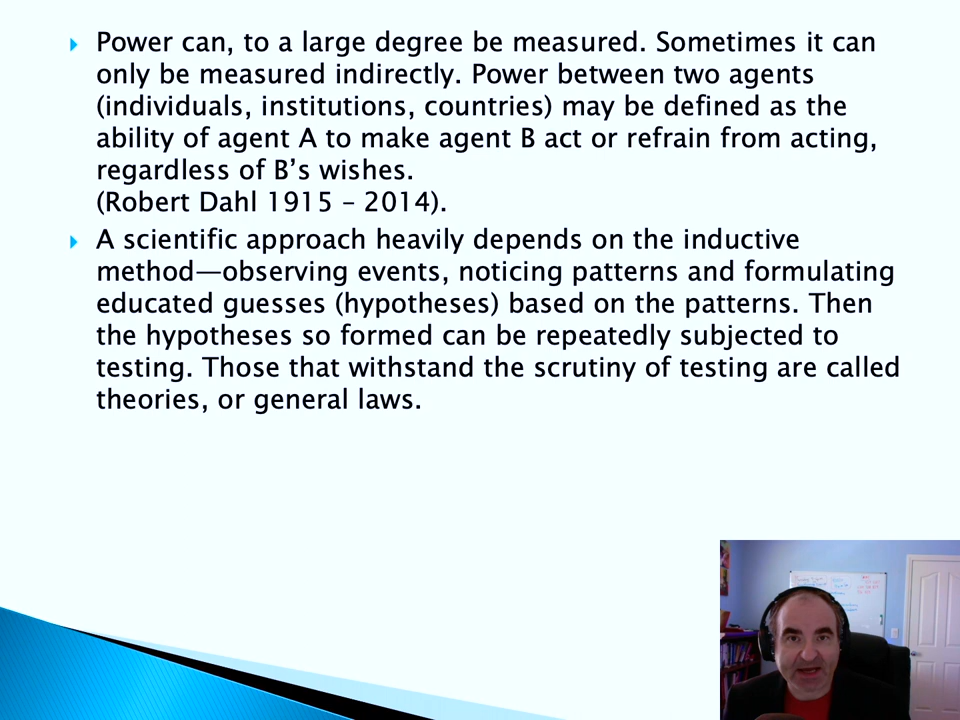 Power can, to a large degree be measured. Sometimes it can
only be measured indirectly. Power between two agents
(individuals, institutions, countries) may be defined as the
ability of agent A to make agent B act or refrain from acting,
regardless of B’s wishes.
(Robert Dahl 1915 – 2014).
A scientific approach heavily depends on the inductive
method—observing events, noticing patterns and formulating
educated guesses (hypotheses) based on the patterns. Then
the hypotheses so formed can be repeatedly subjected to
testing. Those that withstand the scrutiny of testing are called
theories, or general laws.